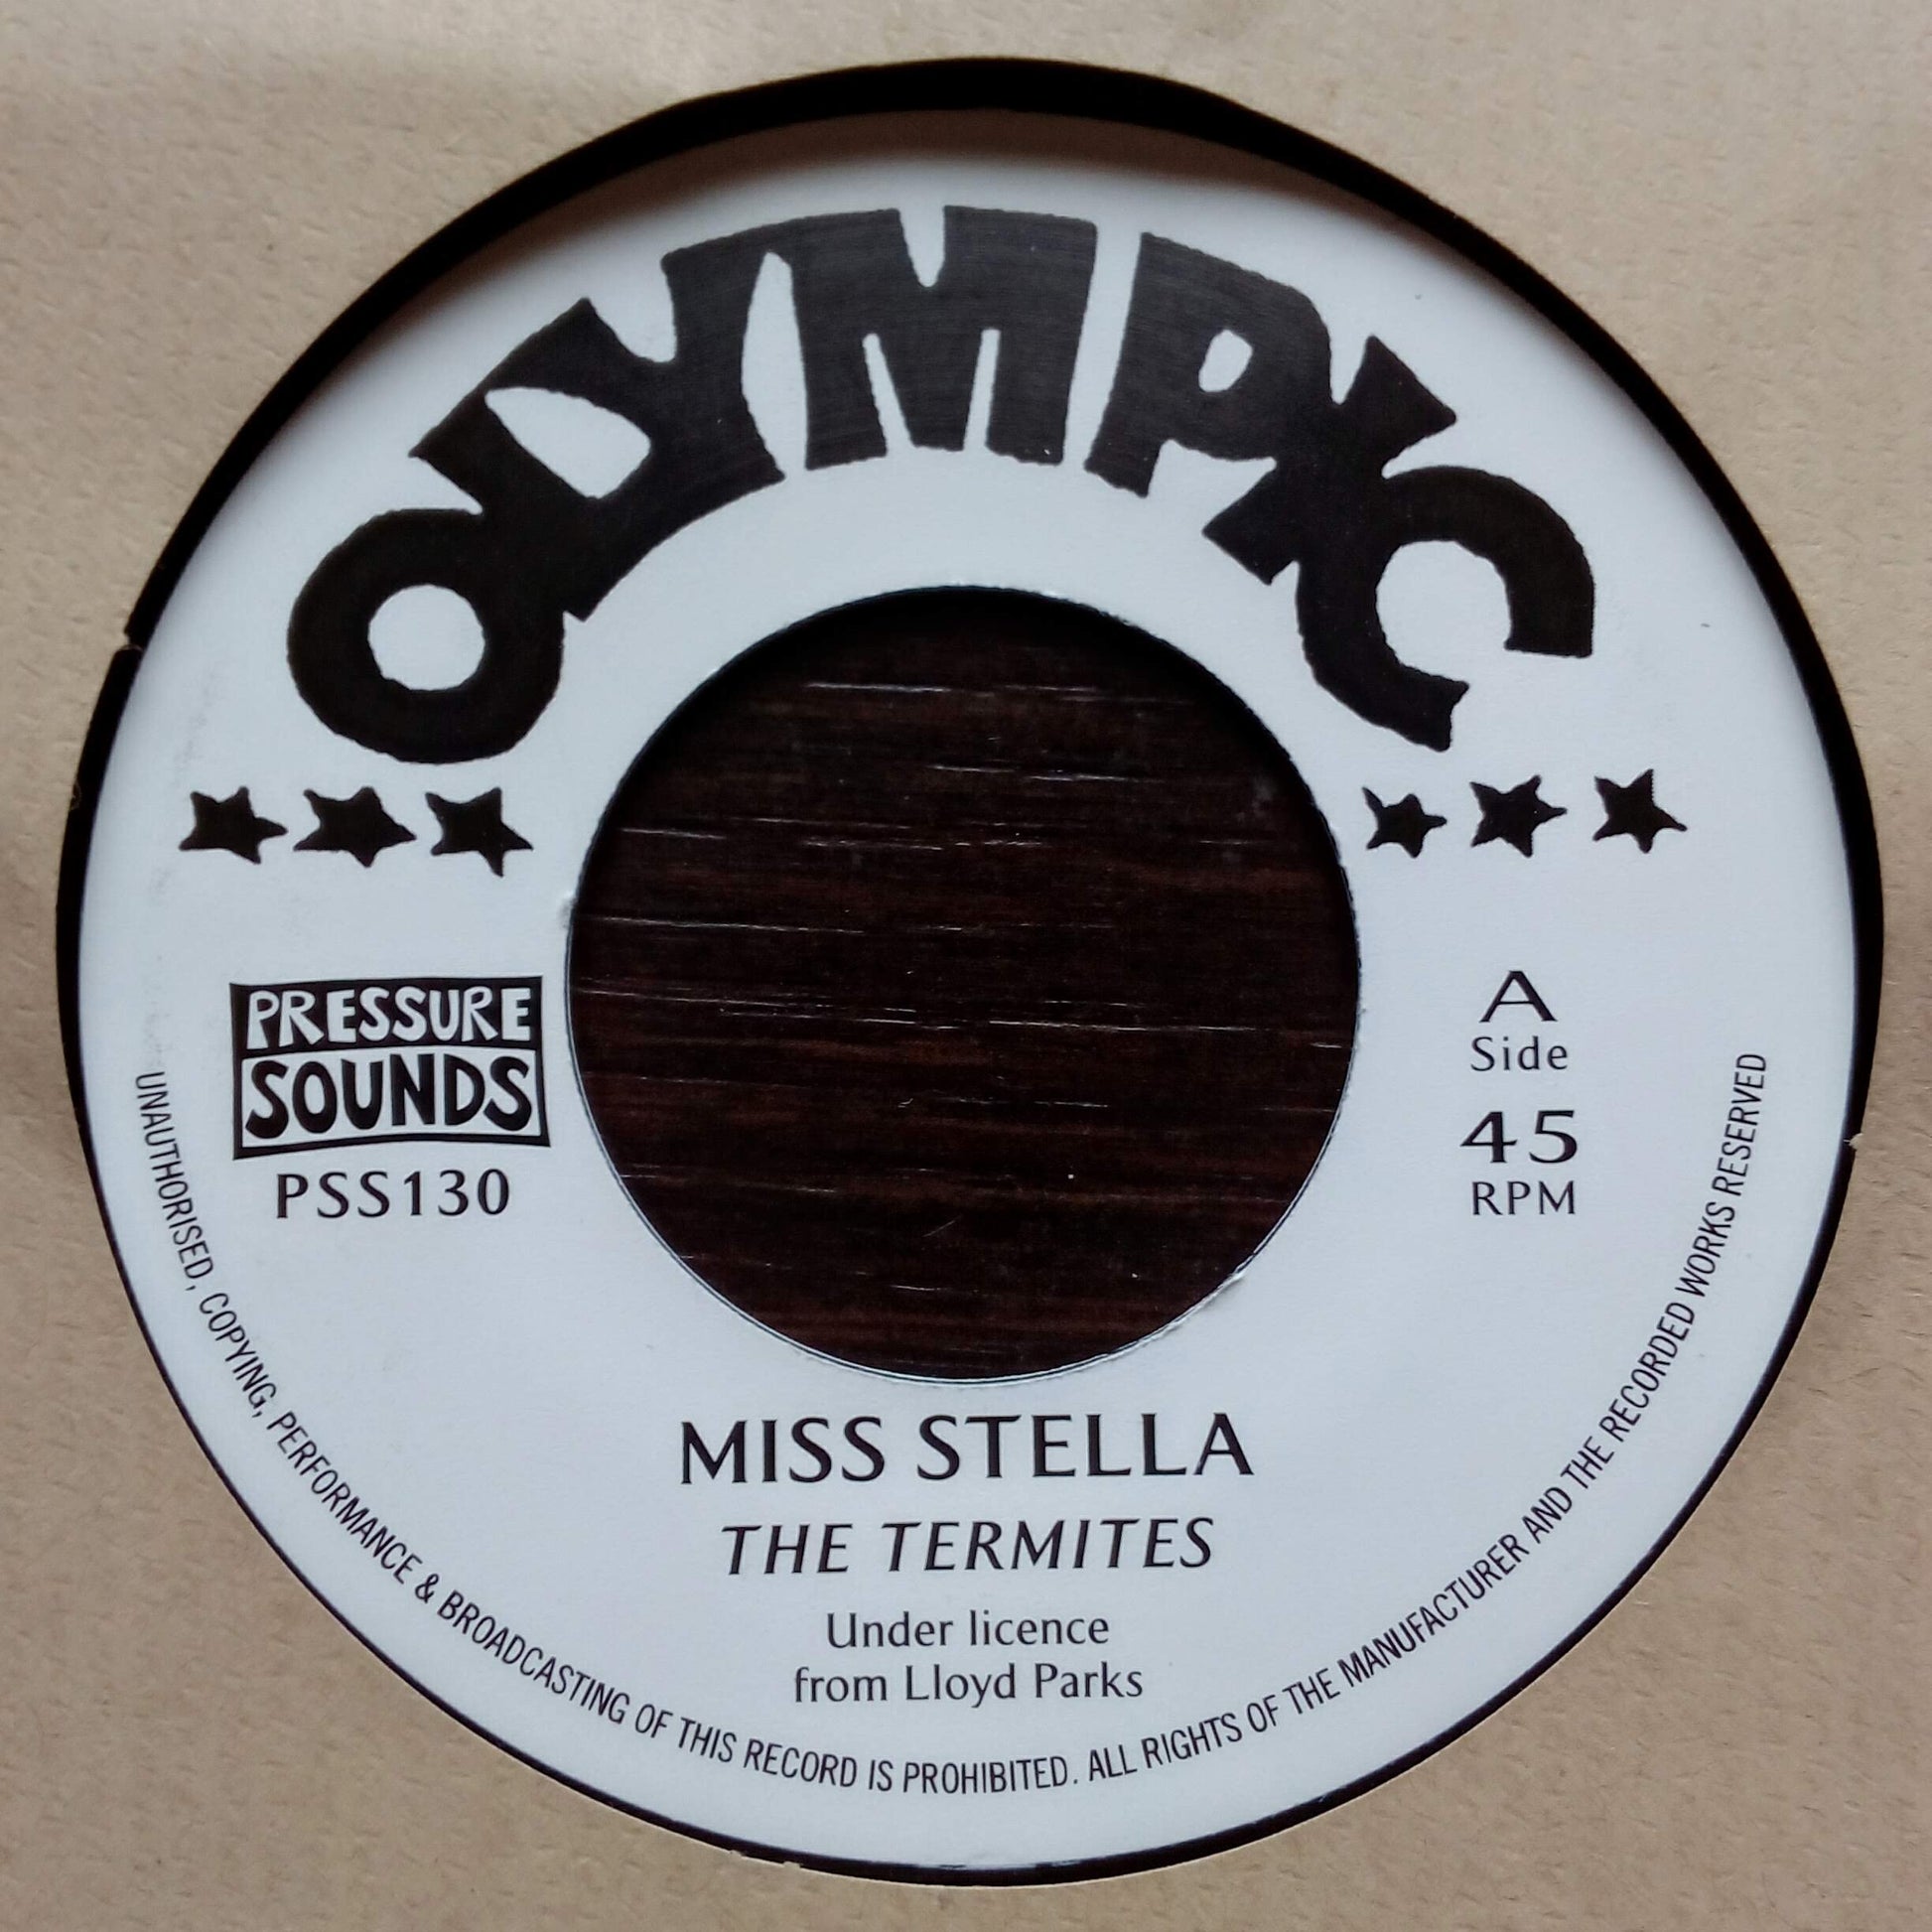 OLYMPIC
PRESSURE
SOUNDS
PSS130
A
Side
45
RPM
MISS STELLA
THE TERMITES
Under licence
from Lloyd Parks
UNAUTHORISED, COPYING, PERFORMANCE & BROADCASTING OF THIS RECORD IS PROHIBITED. ALL RIGHTS OF THE MANUFACTURER AND THE RECORDED WORKS RESERVED